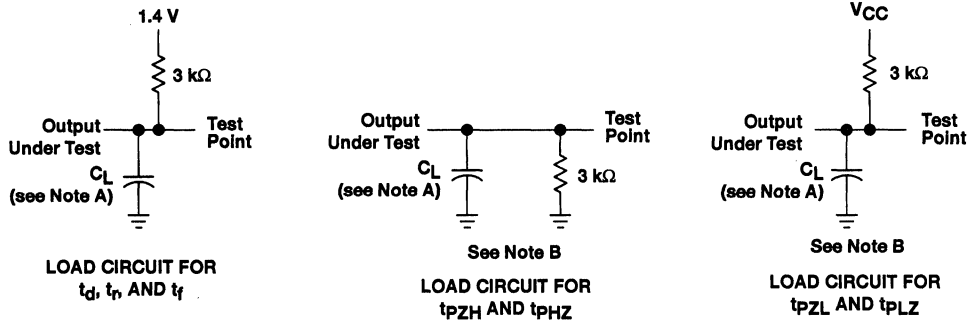 1.4 V
3 kΩ
Output
Under Test
Test
Point
CL
(see Note A)
LOAD CIRCUIT FOR
td, tr, AND tf
Output
Under Test
Test
Point
CL
(see Note A)
3 kΩ
See Note B
LOAD CIRCUIT FOR
tPZH AND tPHZ
VCC
3 kΩ
Output
Under Test
Test
Point
CL
(see Note A)
See Note B
LOAD CIRCUIT FOR
tPZL AND tPLZ